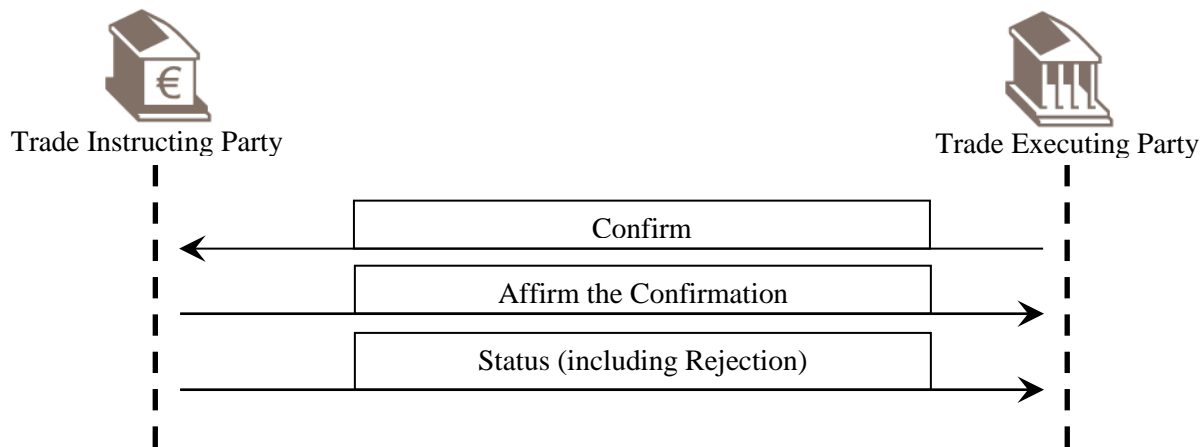 €
Trade Instructing Party
Trade Executing Party
Confirm
Affirm the Confirmation
Status (including Rejection)